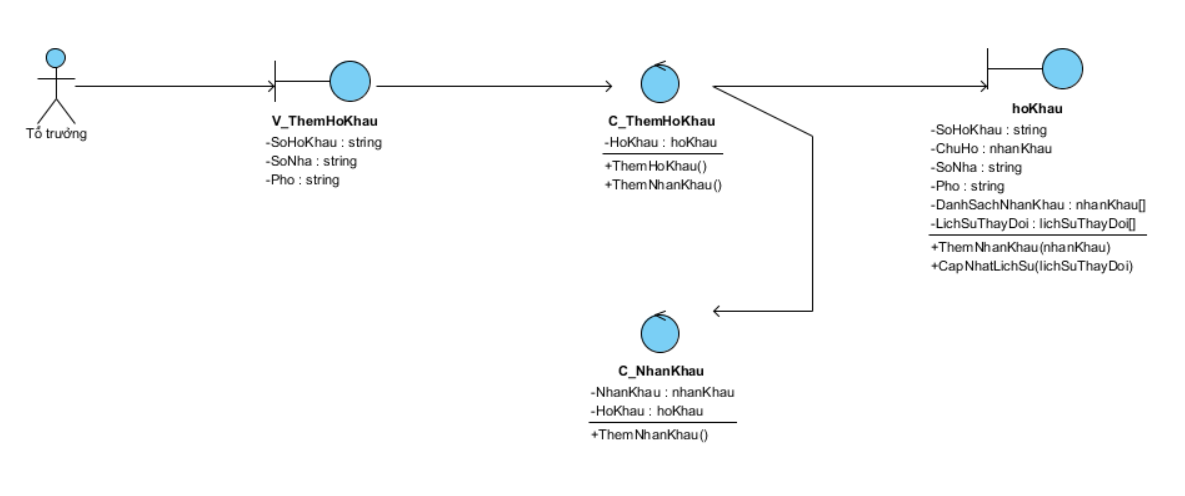 Tổ trưởng
V_ThemHoKhau
-SoHoKhau : string
-SoNha : string
-Pho : string
C_ThemHoKhau
-HoKhau : hoKhau
+ThemHoKhau()
+ThemNhanKhau()
hoKhau
-SoHoKhau : string
-ChuHo : nhanKhau
-SoNha : string
-Pho : string
-DanhSachNhanKhau : nhanKhau[]
-LichSuThayDoi : lichSuThayDoi[]
+ThemNhanKhau(nhanKhau)
+CapNhatLichSu(lichSuThayDoi)
C_NhanKhau
-NhanKhau : nhanKhau
-HoKhau : hoKhau
+ThemNhanKhau()